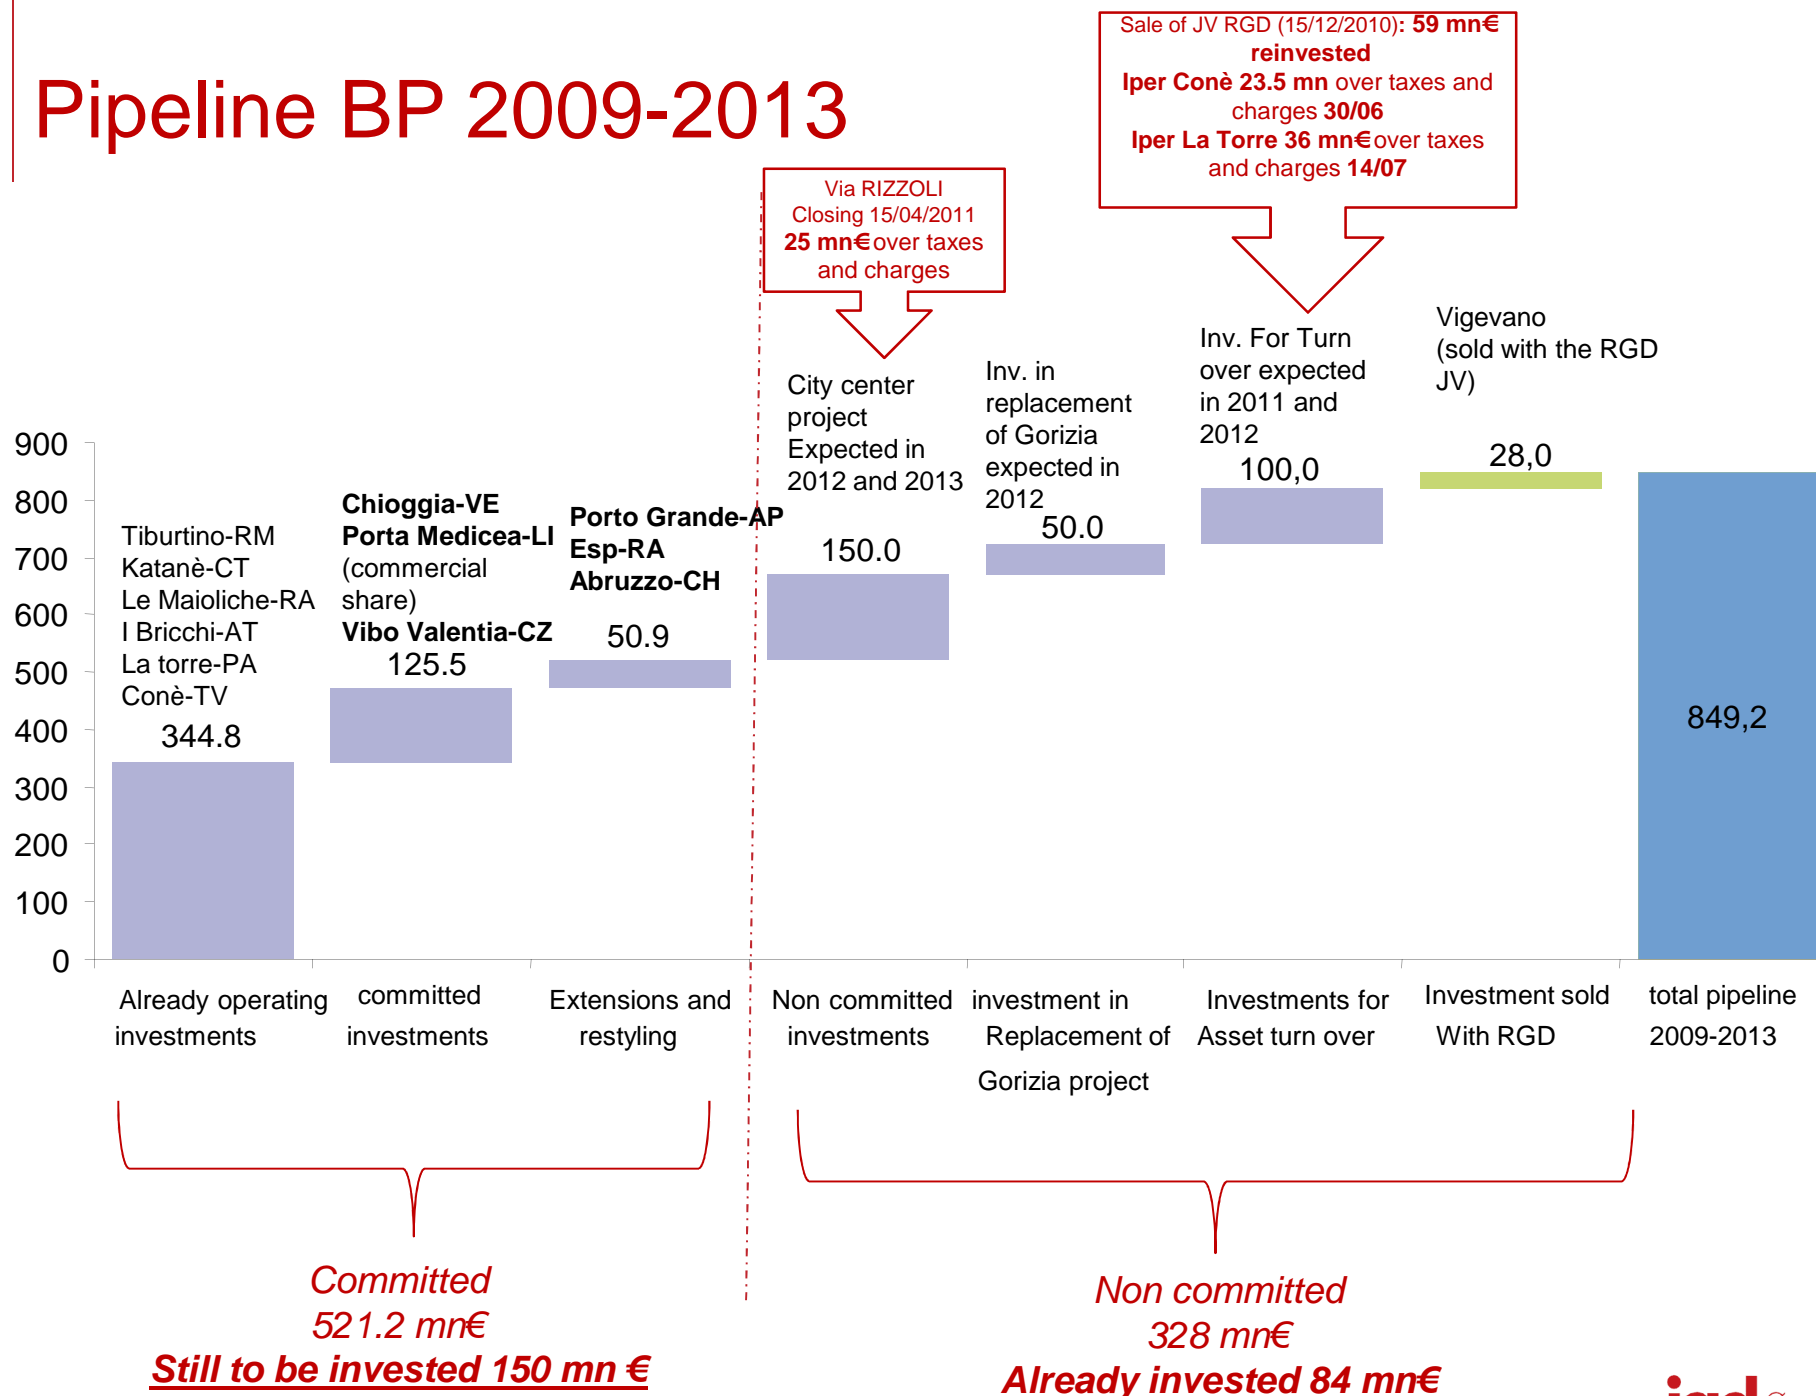 Pipeline BP 2009-2013
Sale of JV RGD (15/12/2010): 59 mn€
reinvested
Iper Conè 23.5 mn over taxes and
charges 30/06
Iper La Torre 36 mn€ over taxes
and charges 14/07
Via RIZZOLI
Closing 15/04/2011
25 mn€ over taxes
and charges
900
800
700
600
500
400
300
200
100
0
Tiburtino-RM
Katanè-CT
Le Maioliche-RA
I Bricchi-AT
La torre-PA
Conè-TV
344.8
Chioggia-VE
Porta Medicea-LI
(commercial
share)
Vibo Valentia-CZ
125.5
Porto Grande-AP
Esp-RA
Abruzzo-CH
50.9
City center
project
Expected in
2012 and 2013
150.0
Inv. in
replacement
of Gorizia
expected in
2012
50.0
Inv. For Turn
over expected
in 2011 and
2012
100,0
Vigevano
(sold with the RGD
JV)
28,0
849,2
Already operating
investments
committed
investments
Extensions and
restyling
Non committed
investments
investment in
Replacement of
Gorizia project
Investments for
Asset turn over
Investment sold
With RGD
total pipeline
2009-2013
Committed
521.2 mn€
Still to be invested 150 mn €
Non committed
328 mn€
Already invested 84 mn€
igd